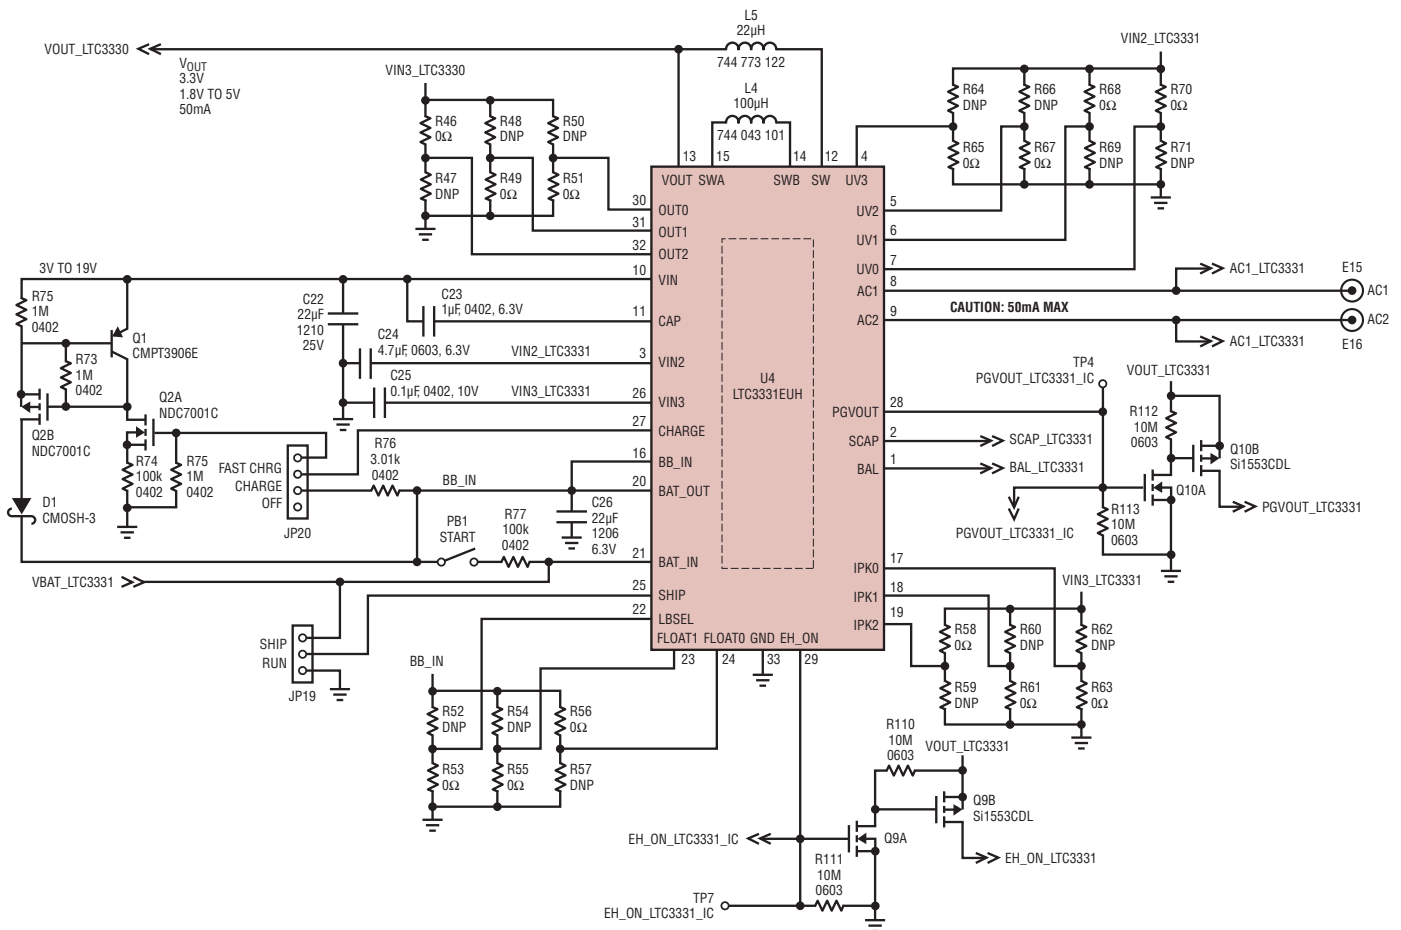 L5
22µH
744 773 122
VOUT_LTC3330
VOUT
3.3V
1.8V TO 5V
50mA
L4
100µH
744 043 101
VIN3_LTC3330
R46
0Ω
R48
DNP
R50
DNP
R47
DNP
R49
0Ω
R51
0Ω
VIN2_LTC3331
R64
DNP
R66
DNP
R68
0Ω
R70
0Ω
R65
0Ω
R67
0Ω
R69
DNP
R71
DNP
13
15
14
12
4
VOUT SWA SWB SW UV3
30
OUT0
31
OUT1
32
OUT2
10
VIN
11
CAP
3
VIN2
26
VIN3
27
CHARGE
16
BB_IN
20
BAT_OUT
21
BAT_IN
25
SHIP
22
LBSEL
FLOAT1 FLOAT0 GND EH_ON
23
24
33
29
U4
LTC3331EUH
5
UV2
6
UV1
7
UV0
8
AC1
9
AC2
28
PGVOUT
2
SCAP
1
BAL
17
IPK0
18
IPK1
19
IPK2
AC1_LTC3331
E15
AC1
CAUTION: 50mA MAX
AC2
E16
AC1_LTC3331
3V TO 19V
R75
1M
0402
Q1
CMPT3906E
R73
1M
0402
Q2A
NDC7001C
Q2B
NDC7001C
R74
100k
0402
R75
1M
0402
D1
CMOSH-3
C22
22µF
1210
25V
C23
1µF, 0402, 6.3V
C24
4.7µF, 0603, 6.3V
VIN2_LTC3331
C25
0.1µF, 0402, 10V
VIN3_LTC3331
FAST CHRG
CHARGE
OFF
JP20
R76
3.01k
0402
BB_IN
C26
22µF
1206
6.3V
PB1
START
R77
100k
0402
VBAT_LTC3331
SHIP
RUN
JP19
BB_IN
R52
DNP
R54
DNP
R56
0Ω
R53
0Ω
R55
0Ω
R57
DNP
TP4
PGVOUT_LTC3331_IC
VOUT_LTC3331
R112
10M
0603
Q10B
Si1553CDL
SCAP_LTC3331
BAL_LTC3331
Q10A
PGVOUT_LTC3331
PGVOUT_LTC3331_IC
R113
10M
0603
VIN3_LTC3331
R58
0Ω
R60
DNP
R62
DNP
R59
DNP
R61
0Ω
R63
0Ω
R110
10M
0603
VOUT_LTC3331
Q9B
Si1553CDL
EH_ON_LTC3331_IC
Q9A
EH_ON_LTC3331
R111
10M
0603
TP7
EH_ON_LTC3331_IC